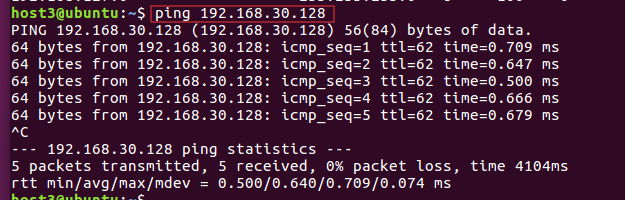 host3@ubuntu:~$ ping 192.168.30.128
PING 192.168.30.128 (192.168.30.128) 56(84) bytes of data.
64 bytes from 192.168.30.128: icmp_seq=1 ttl=62 time=0.709 ms
64 bytes from 192.168.30.128: icmp_seq=2 ttl=62 time=0.647 ms
64 bytes from 192.168.30.128: icmp_seq=3 ttl=62 time=0.500 ms
64 bytes from 192.168.30.128: icmp_seq=4 ttl=62 time=0.666 ms
64 bytes from 192.168.30.128: icmp_seq=5 ttl=62 time=0.679 ms
^C
--- 192.168.30.128 ping statistics ---
5 packets transmitted, 5 received, 0% packet loss, time 4104ms
rtt min/avg/max/mdev = 0.500/0.640/0.709/0.074 ms
host3@ubuntu:~$